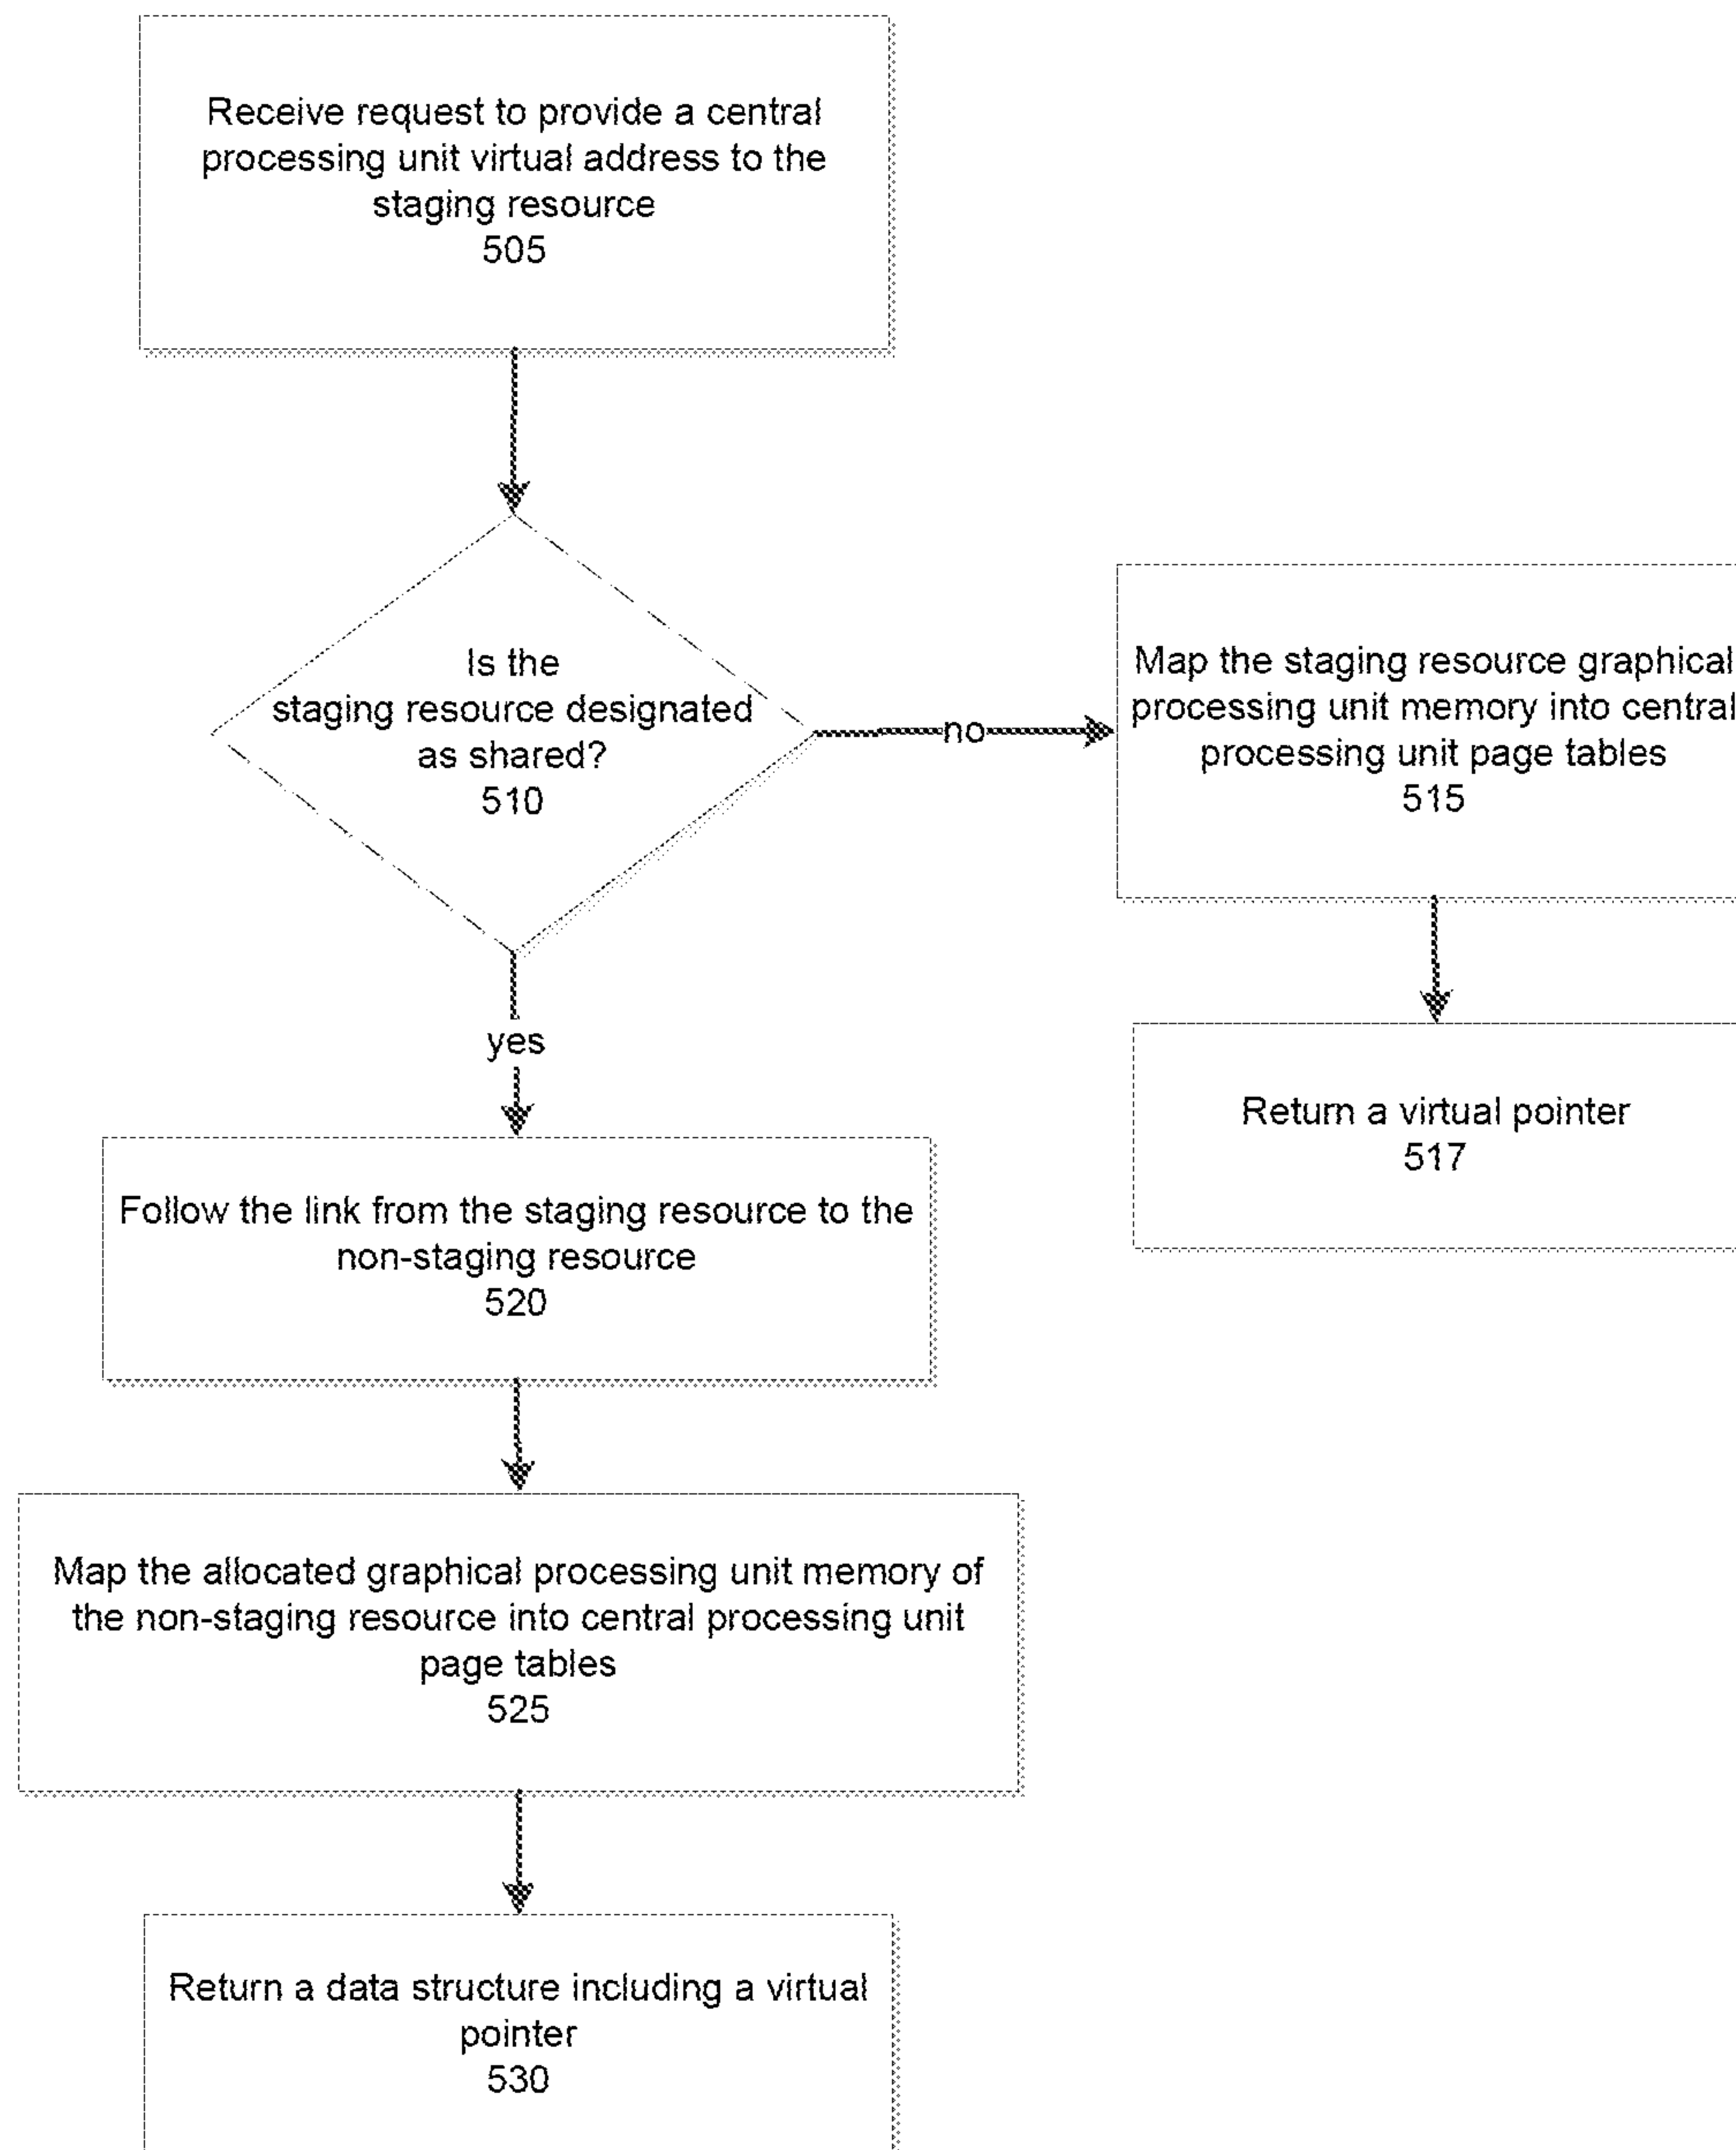 Receive request to provide a central
processing unit virtual address to the
staging resource
505
Is the
staging resource designated
as shared?
510
no
Map the staging resource graphical
processing unit memory into central
processing unit page tables
515
Return a virtual pointer
517
yes
Follow the link from the staging resource to the
non-staging resource
520
Map the allocated graphical processing unit memory of
the non-staging resource into central processing unit
page tables
525
Return a data structure including a virtual
pointer
530